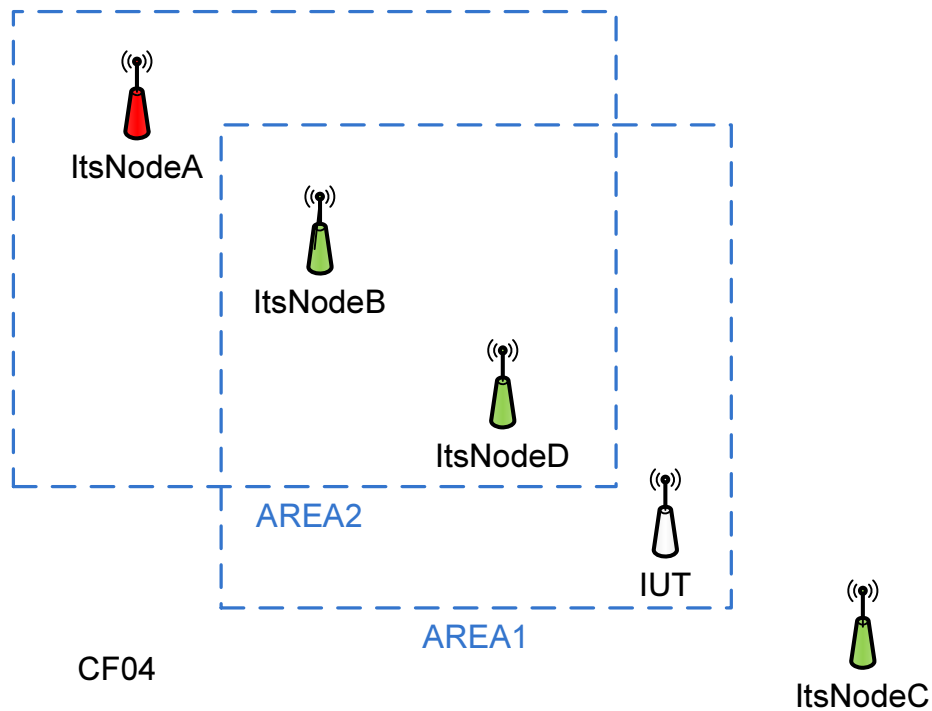 ItsNodeA
ItsNodeB
ItsNodeD
AREA2
IUT
AREA1
CF04
ItsNodeC